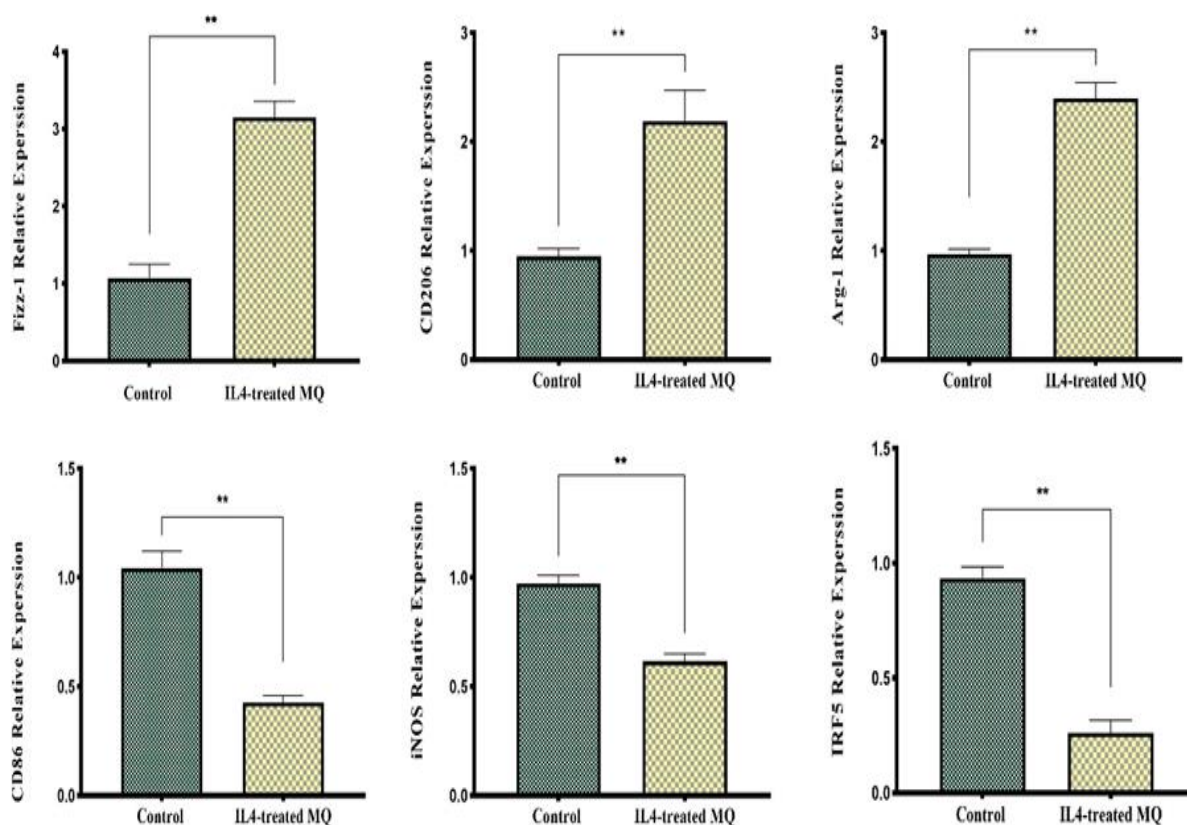 **
4
3
2
1
0
Fizz-1 Relative Experssion
Control
IL4-treated MQ
**
3
2
1
0
CD206 Relative Experssion
Control
IL4-treated MQ
**
3
2
1
0
Arg-1 Relative Experssion
Control
IL4-treated MQ
**
1.5
1.0
0.5
0.0
CD86 Relative Experssion
Control
IL4-treated MQ
**
1.5
1.0
0.5
0.0
iNOS Relative Experssion
Control
IL4-treated MQ
**
1.5
1.0
0.5
0.0
IRF5 Relative Experssion
Control
IL4-treated MQ